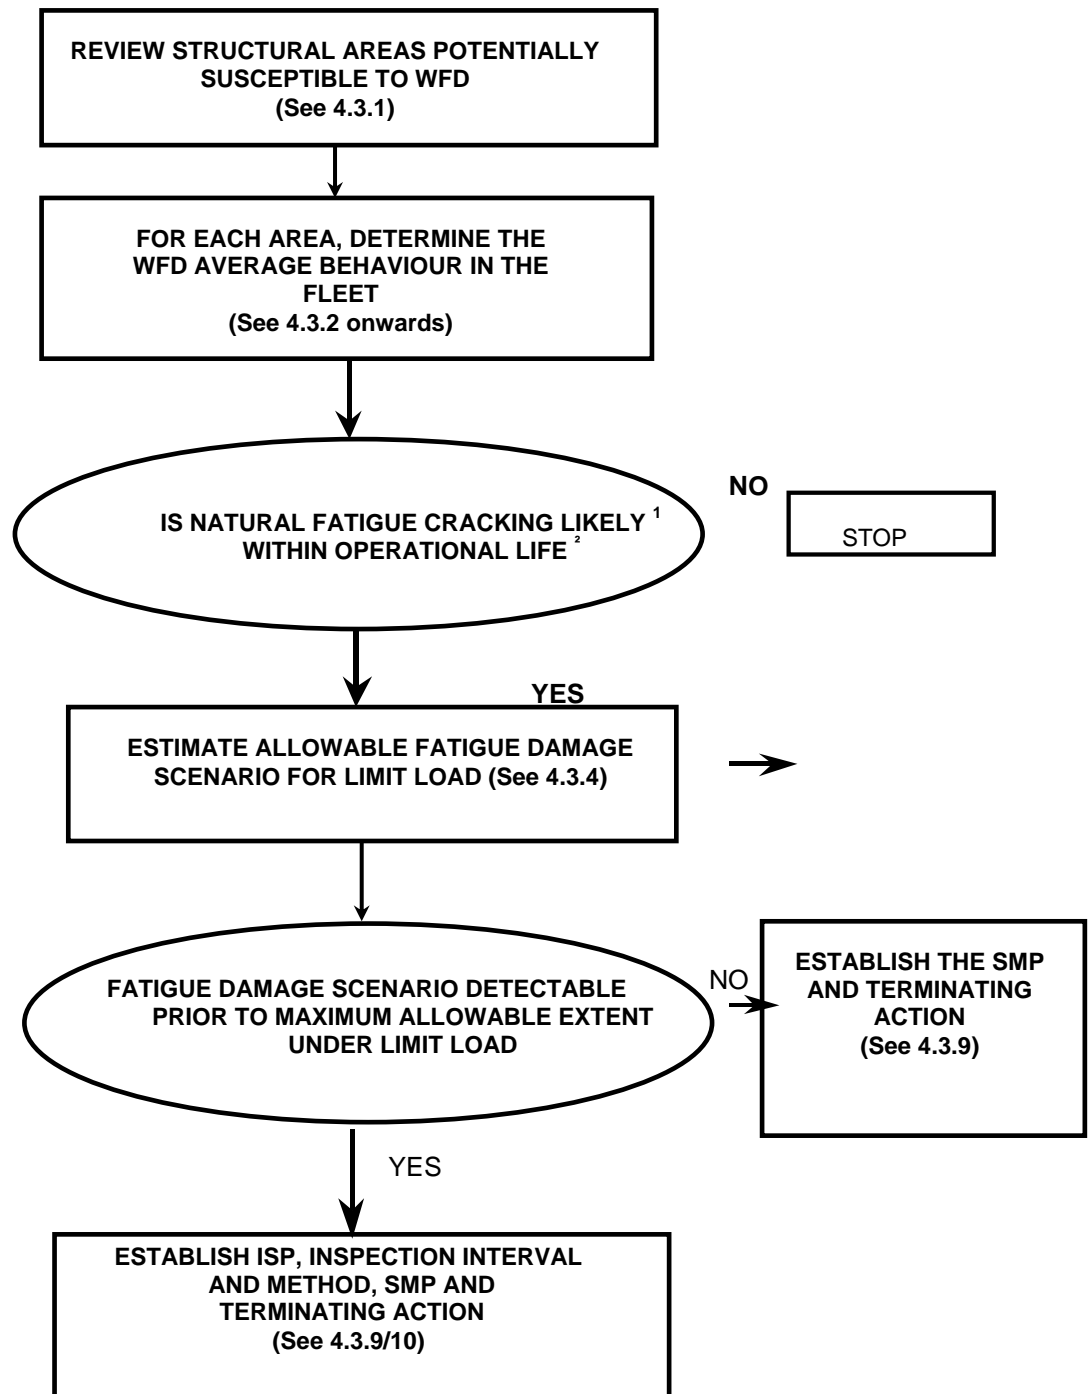 REVIEW STRUCTURAL AREAS POTENTIALLY
SUSCEPTIBLE TO WFD
(See 4.3.1)
FOR EACH AREA, DETERMINE THE
WFD AVERAGE BEHAVIOUR IN THE
FLEET
(See 4.3.2 onwards)
IS NATURAL FATIGUE CRACKING LIKELY ¹
WITHIN OPERATIONAL LIFE ²
NO
STOP
YES
ESTIMATE ALLOWABLE FATIGUE DAMAGE
SCENARIO FOR LIMIT LOAD (See 4.3.4)
FATIGUE DAMAGE SCENARIO DETECTABLE
PRIOR TO MAXIMUM ALLOWABLE EXTENT
UNDER LIMIT LOAD
NO
ESTABLISH THE SMP
AND TERMINATING
ACTION
(See 4.3.9)
YES
ESTABLISH ISP, INSPECTION INTERVAL
AND METHOD, SMP AND
TERMINATING ACTION
(See 4.3.9/10)